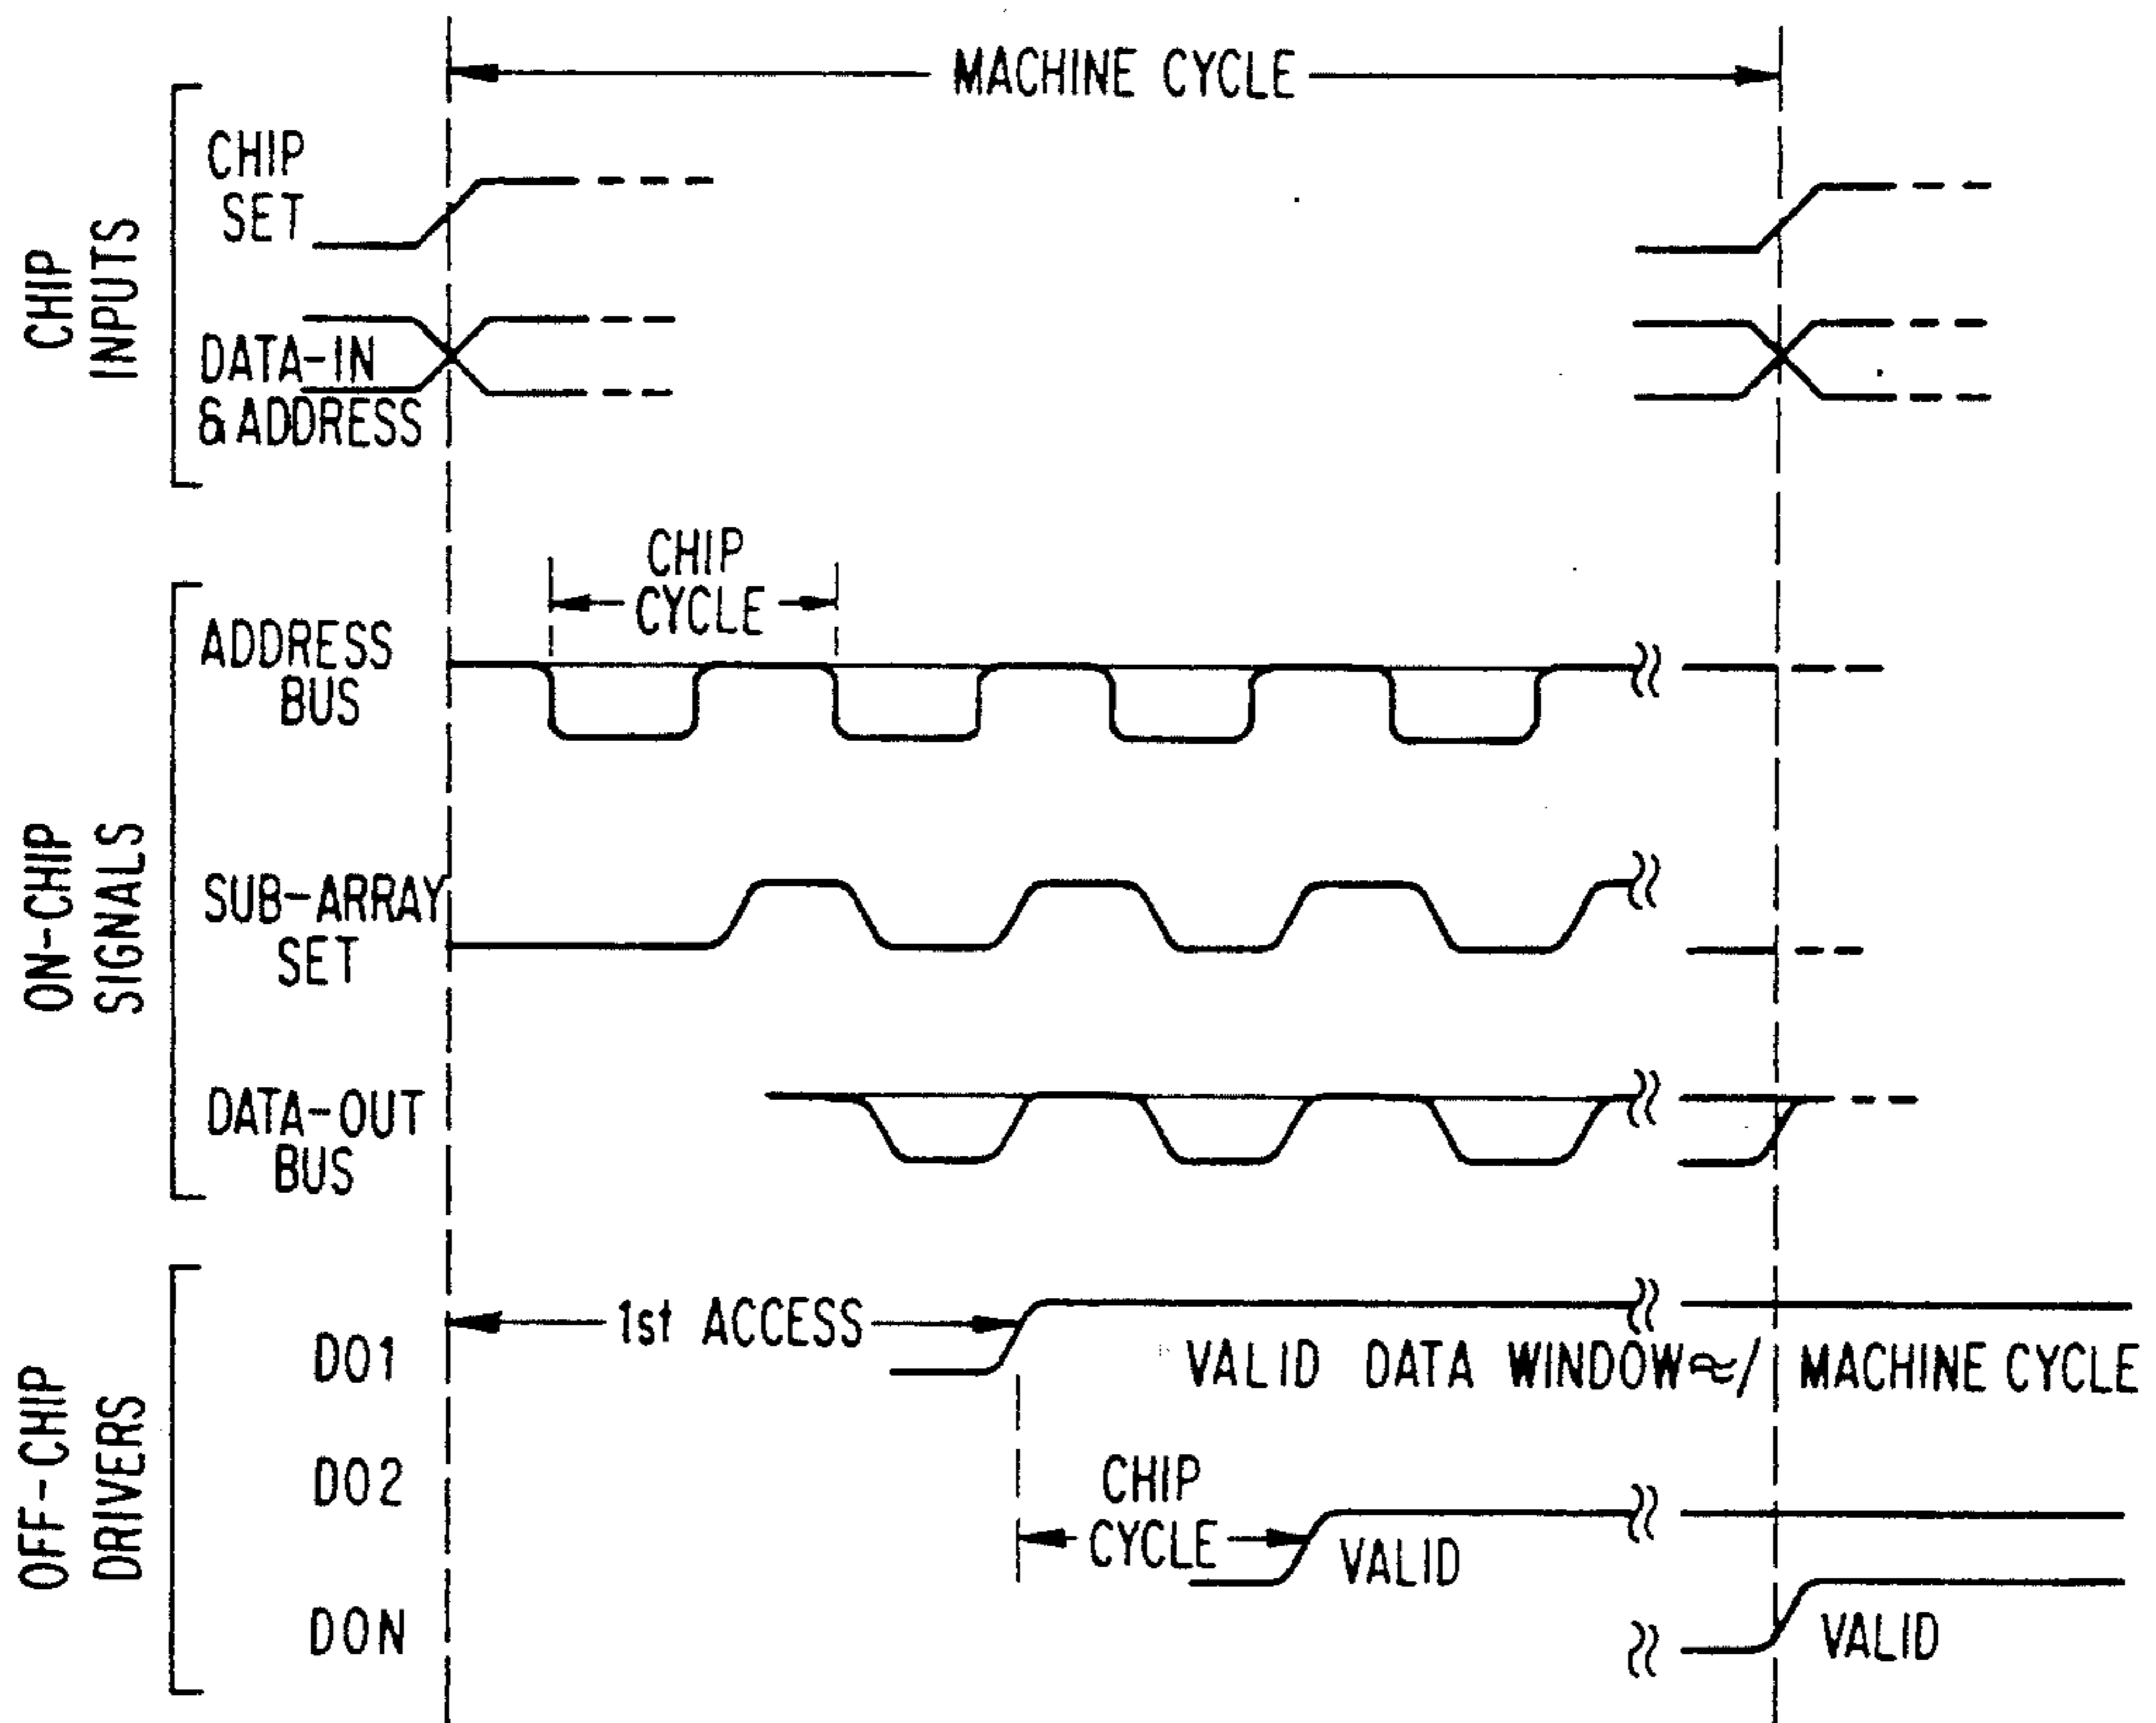 MACHINE CYCLE
CHIP
INPUTS
CHIP
SET
DATA-IN
& ADDRESS
ON-CHIP
SIGNALS
CHIP
CYCLE
ADDRESS
BUS
SUB-ARRAY
SET
DATA-OUT
BUS
OFF-CHIP
DRIVERS
1st ACCESS
DO1
VALID DATA WINDOW≈/ MACHINE CYCLE
DO2
CHIP
CYCLE
VALID
DON
VALID